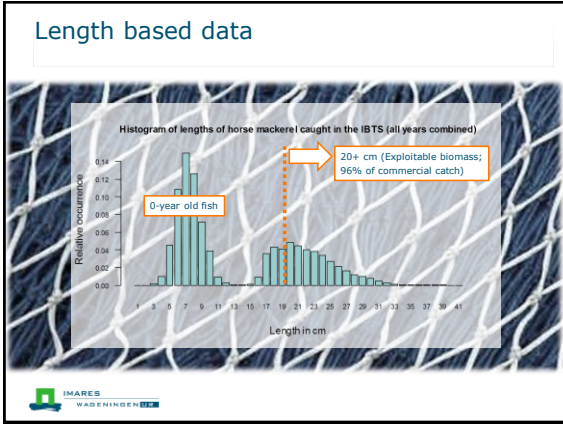 Length based data
Histogram of lengths of horse mackerel caught in the IBTS (all years combined)
20+ cm (Exploitable biomass;
96% of commercial catch)
0-year old fish
Relative occurrence
0.14
0.12
0.10
0.08
0.06
0.04
0.02
0.00
1 3 5 7 9 11 13 15 17 19 21 23 25 27 29 31 33 35 37 39 41
Length in cm
IMARES
WAGENINGEN UR